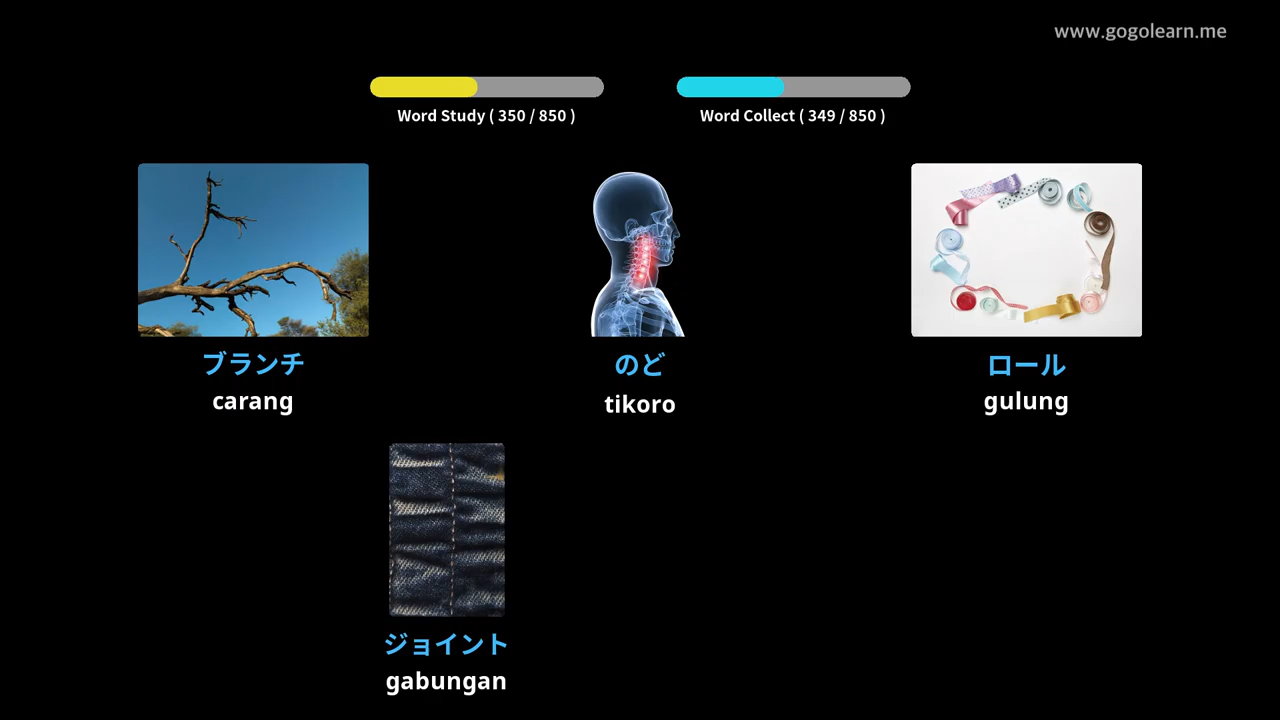 www.gogolearn.me
Word Study ( 350 / 850 )
Word Collect ( 349 / 850 )
ブランチ
carang
のど
tikoro
ロール
gulung
ジョイント
gabungan